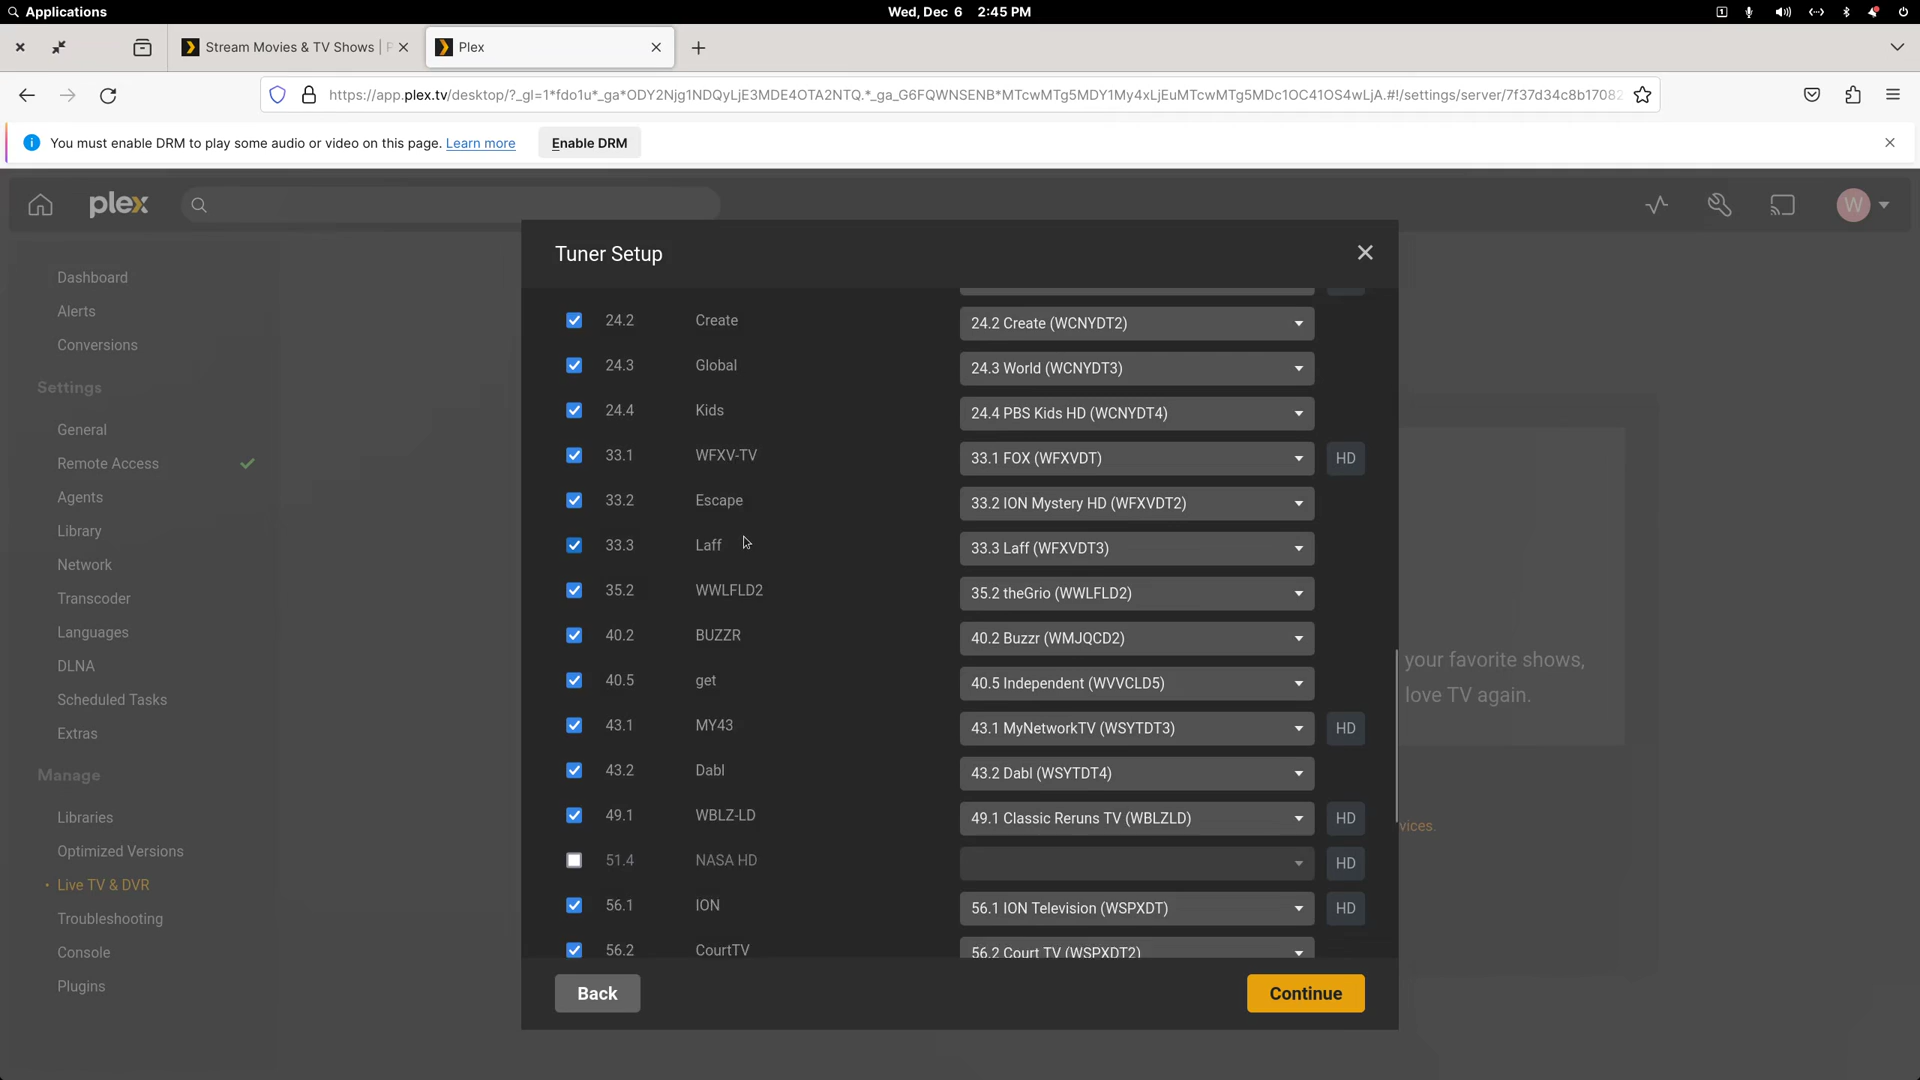 Applications
Wed, Dec 6 2:45 PM
Stream Movies & TV Shows |
Plex
https://app.plex.tv/desktop/?_gl=1*fdo1u*_ga*ODY2Njg1NDQyLjE3MDE4OTA2NTQ.*_ga_G6FQWNSENB*MTcwMTg5MDY1My4xLjEuMTcwMTg5MDc1OC41OS4wLjA.#!/settings/server/7f37d34c8b17082
You must enable DRM to play some audio or video on this page. Learn more
Enable DRM
plex
W
Dashboard
Alerts
Conversions
Settings
General
Remote Access
Agents
Library
Network
Transcoder
Languages
DLNA
Scheduled Tasks
Extras
Manage
Libraries
Optimized Versions
Live TV & DVR
Troubleshooting
Console
Plugins
Tuner Setup
24.2 Create 24.2 Create (WCNYDT2)
24.3 Global 24.3 World (WCNYDT3)
24.4 Kids 24.4 PBS Kids HD (WCNYDT4)
33.1 WFXV-TV 33.1 FOX (WFXVDT) HD
33.2 Escape 33.2 ION Mystery HD (WFXVDT2)
33.3 Laff 33.3 Laff (WFXVDT3)
35.2 WWLFLD2 35.2 theGrio (WWLFLD2)
40.2 BUZZR 40.2 Buzzr (WMJQCD2)
40.5 get 40.5 Independent (WVVCLD5)
43.1 MY43 43.1 MyNetworkTV (WSYTDT3) HD
43.2 Dabl 43.2 Dabl (WSYTDT4)
49.1 WBLZ-LD 49.1 Classic Reruns TV (WBLZLD) HD
51.4 NASA HD HD
56.1 ION 56.1 ION Television (WSPXDT) HD
56.2 CourtTV 56.2 Court TV (WSPXDT2)
Back
Continue
your favorite shows,
love TV again.
vices.